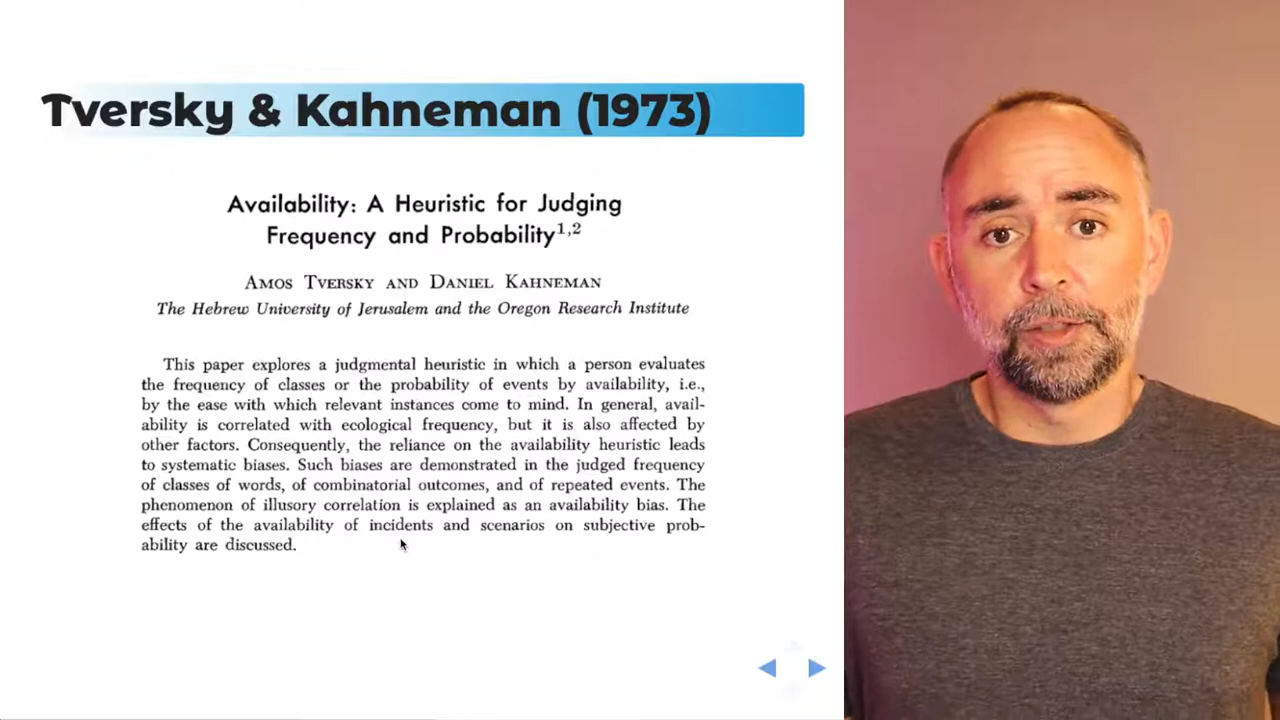 Tversky & Kahneman (1973)
Availability: A Heuristic for Judging
Frequency and Probability1,2
AMOS TVERSKY AND DANIEL KAHNEMAN
The Hebrew University of Jerusalem and the Oregon Research Institute
This paper explores a judgmental heuristic in which a person evaluates
the frequency of classes or the probability of events by availability, i.e.,
by the ease with which relevant instances come to mind. In general, avail-
ability is correlated with ecological frequency, but it is also affected by
other factors. Consequently, the reliance on the availability heuristic leads
to systematic biases. Such biases are demonstrated in the judged frequency
of classes of words, of combinatorial outcomes, and of repeated events. The
phenomenon of illusory correlation is explained as an availability bias. The
effects of the availability of incidents and scenarios on subjective prob-
ability are discussed.